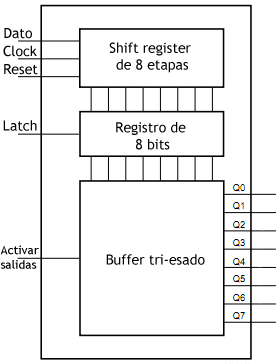 Dato
Clock
Reset
Shift register
de 8 etapas
Latch
Registro de
8 bits
Activar
salidas
Buffer tri-esado
Q0
Q1
Q2
Q3
Q4
Q5
Q6
Q7